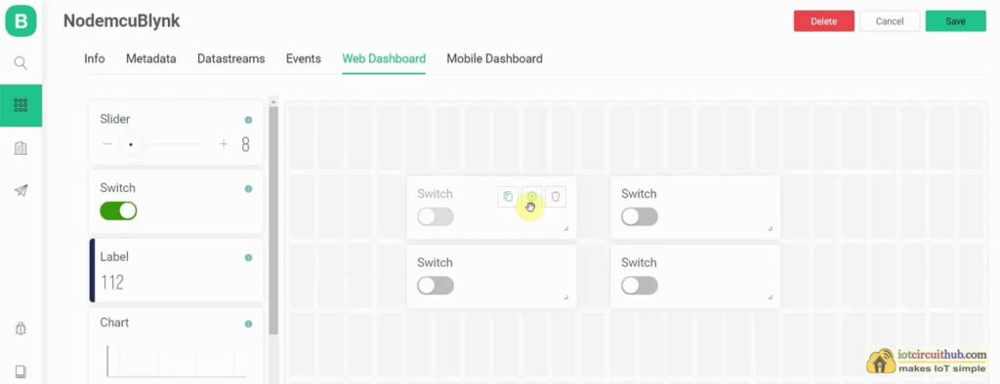 B
NodemcuBlynk
Delete
Cancel
Save
Info
Metadata
Datastreams
Events
Web Dashboard
Mobile Dashboard
Slider
8
Switch
Label
112
Chart
Switch
Switch
Switch
Switch
iotcircuithub.com
makes IoT simple